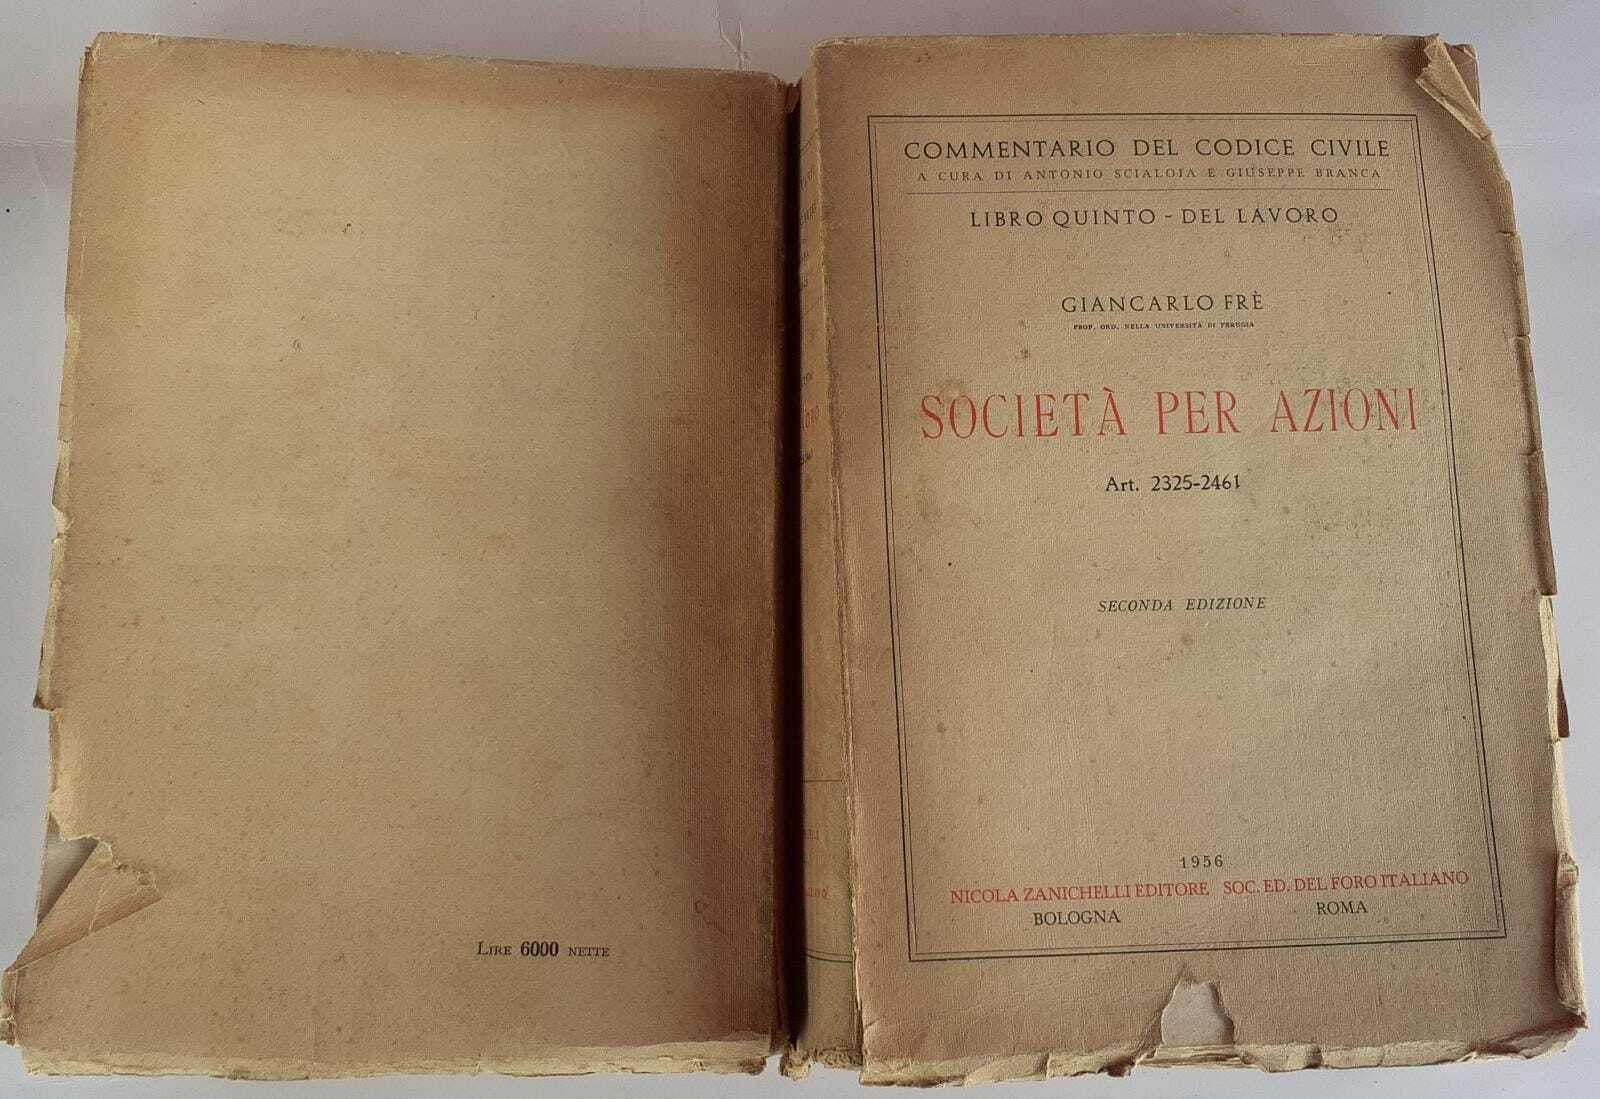 LIRE 6000 NETTE
COMMENTARIO DEL CODICE CIVILE
A CURA DI ANTONIO SCIALOJA E GIUSEPPE BRANCA
LIBRO QUINTO - DEL LAVORO
GIANCARLO FRÈ
PROF. ORD. NELLA UNIVERSITÀ DI PERUGIA
SOCIETÀ PER AZIONI
Art. 2325-2461
SECONDA EDIZIONE
1956
NICOLA ZANICHELLI EDITORE SOC. ED. DEL FORO ITALIANO
BOLOGNA ROMA